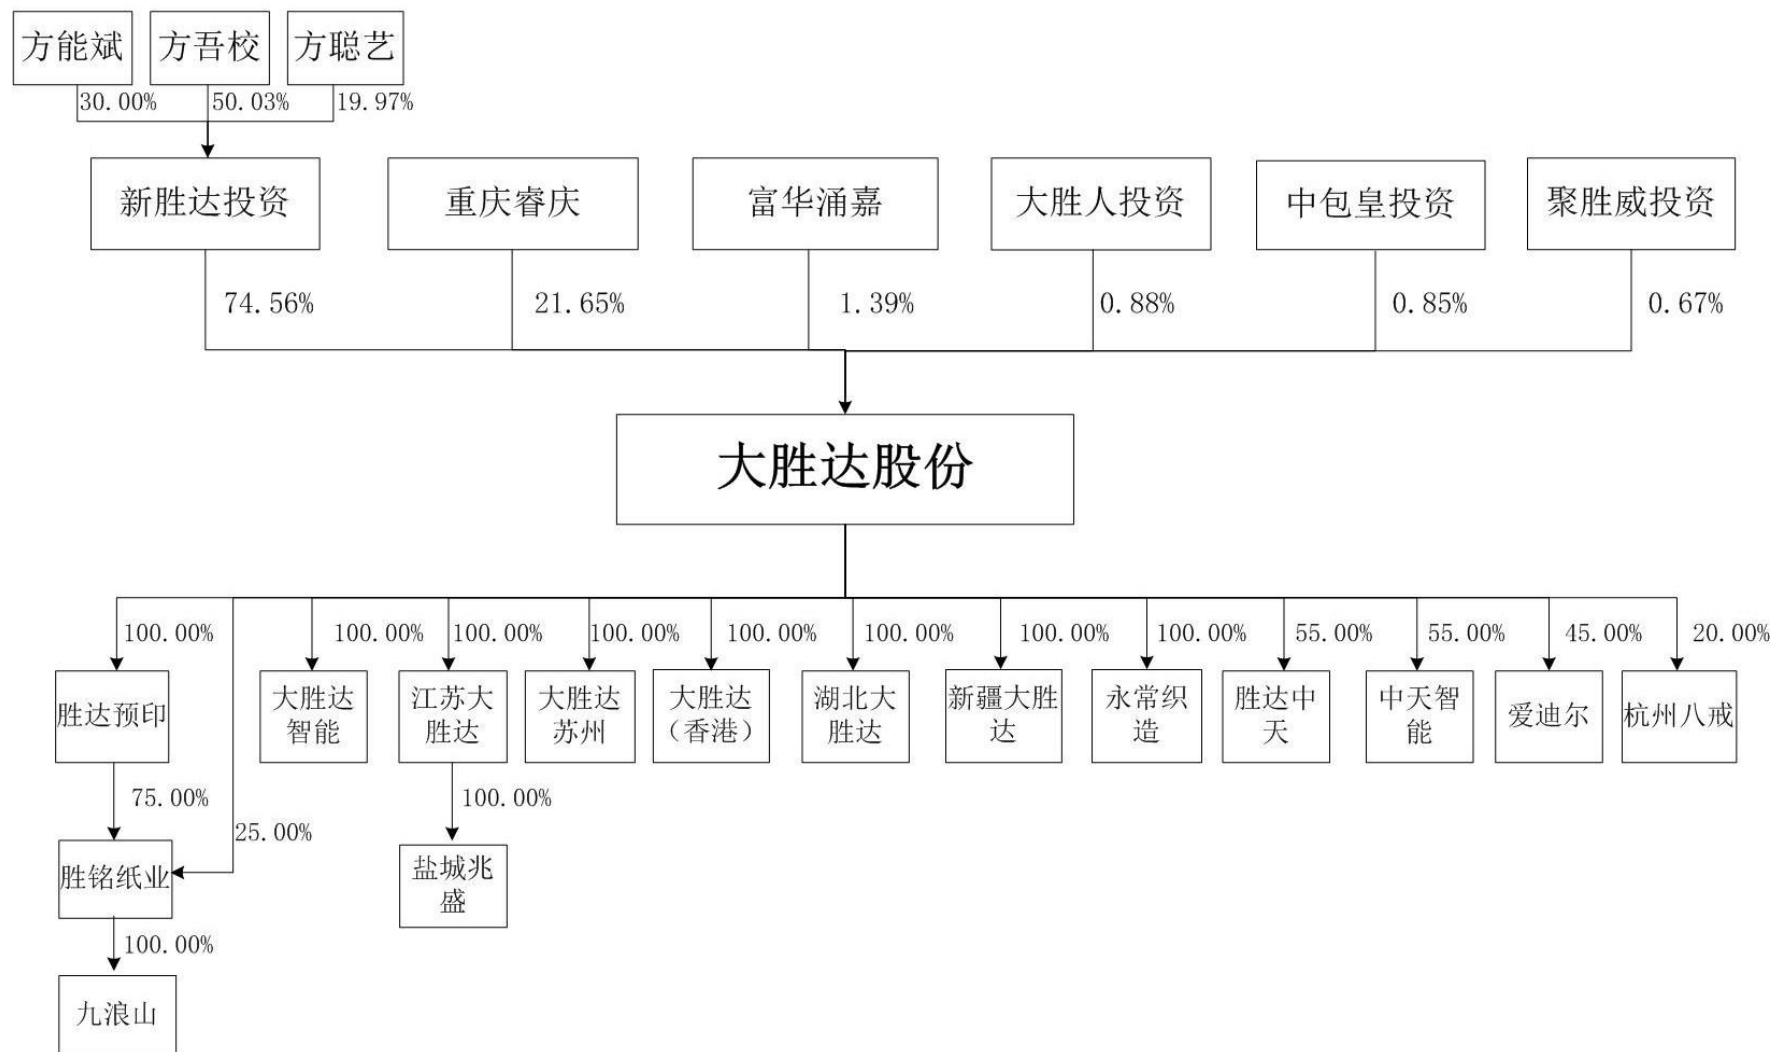 方能斌
方吾校
方聪艺
30.00%
50.03%
19.97%
新胜达投资
重庆睿庆
富华涌嘉
大胜人投资
中包皇投资
聚胜威投资
74.56%
21.65%
1.39%
0.88%
0.85%
0.67%
大胜达股份
100.00%
100.00%
100.00%
100.00%
100.00%
100.00%
100.00%
100.00%
55.00%
55.00%
45.00%
20.00%
胜达预印
大胜达
智能
江苏大
胜达
大胜达
苏州
大胜达
（香港）
湖北大
胜达
新疆大胜
达
永常织
造
胜达中
天
中天智
能
爱迪尔
杭州八戒
75.00%
25.00%
100.00%
胜铭纸业
盐城兆
盛
100.00%
九浪山